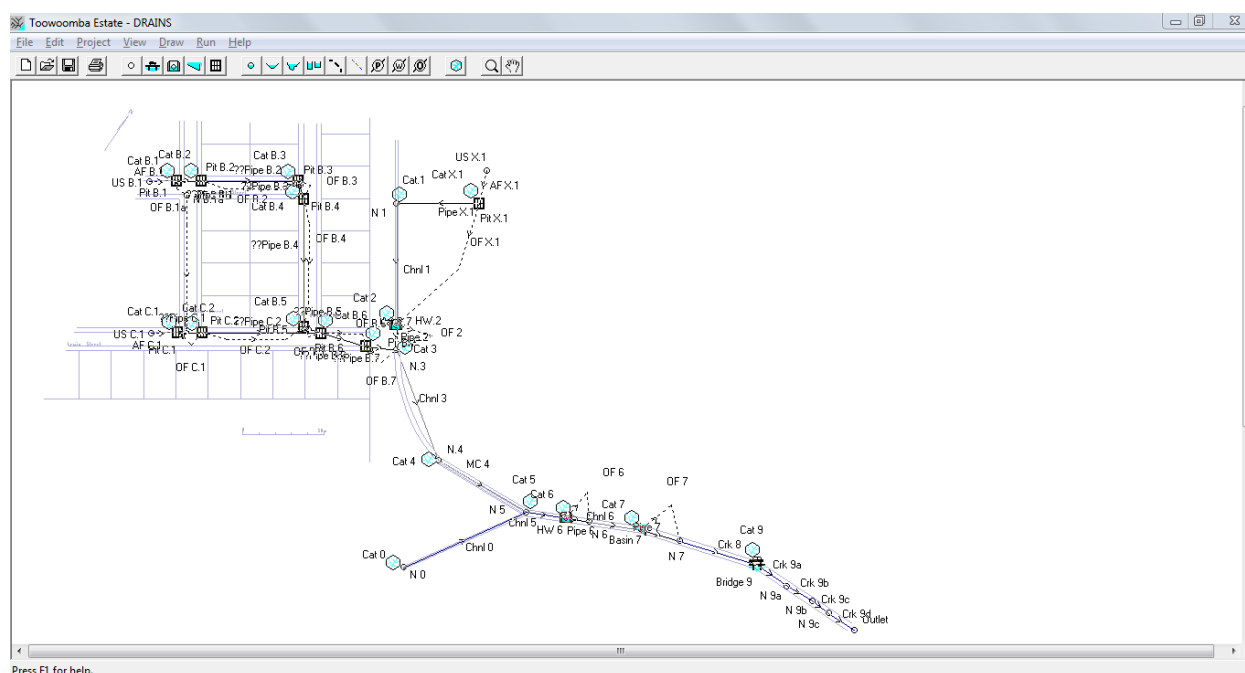 Toowoomba Estate - DRAINS
File Edit Project View Draw Run Help
US X.1
Cat B.2
Cat B.3
Cat B.1
AF B.1
Pit B.2
??Pipe B.2
Pit B.3
Cat X.1
US B.1
OF B.3
AF X.1
Pit B.1
Cat.1
OF B.1a
OF B.2
Cat B.4
Pit B.4
N 1
Pipe X.1
Pit X.1
??Pipe B.4
OF B.4
OF X.1
Chnl 1
Cat C.1
Cat C.2...
Cat B.5
Cat 2
??Pipe B.5
Cat B.6
Pit C.2
??Pipe C.2
HW.2
US C.1
Pit B.5
OF 2
AF C.1
Pipe 2
Pit C.1
OF C.2
Pit B.6
Cat 3
??Pipe B.7
OF C.1
N.3
OF B.7
Chnl 3
N.4
Cat 4
MC 4
OF 6
Cat 5
OF 7
Cat 6
N 5
Cat 7
Chnl 5
Chnl 6
HW 6
Pipe 6
N 6
Basin 7
Cat 9
Chnl 0
Crk 8
Cat 0
N 7
N 0
Crk 9a
Bridge 9
Crk 9b
N 9a
Crk 9c
N 9b
Crk 9d
N 9c
Outlet
Press F1 for help.